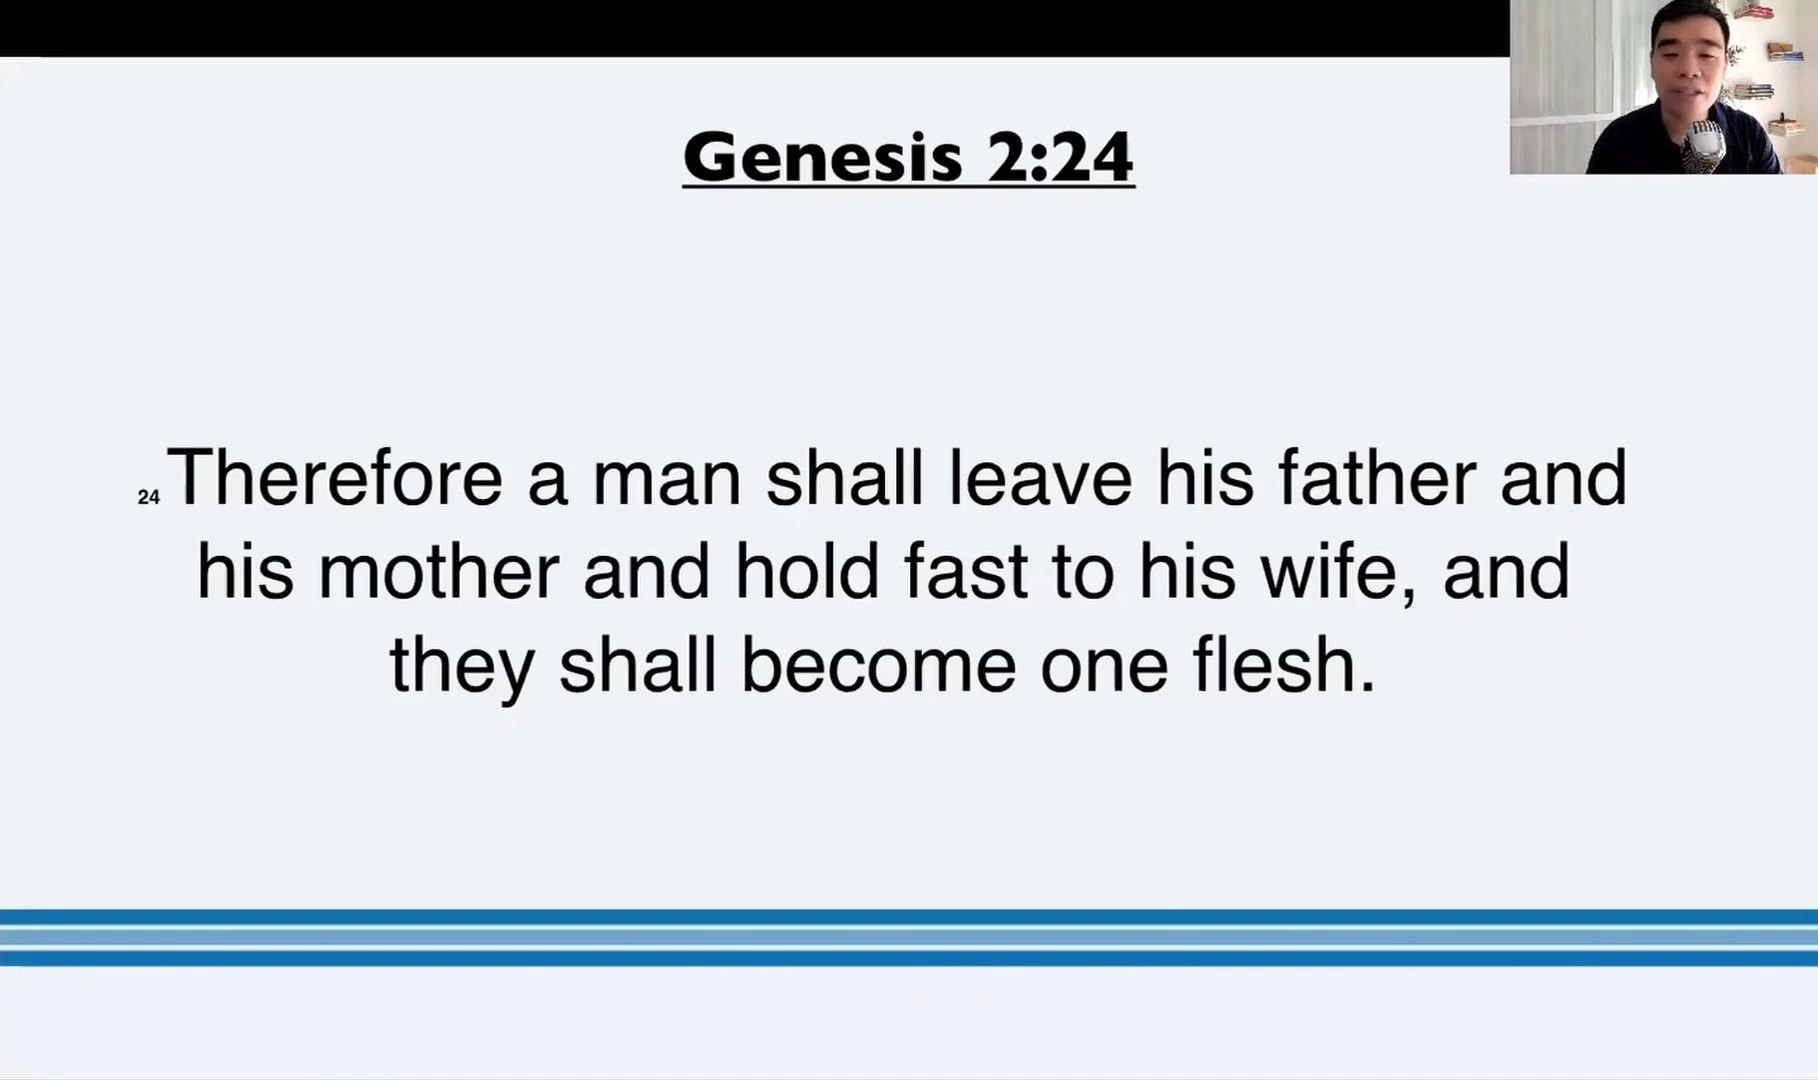 Genesis 2:24
24 Therefore a man shall leave his father and
his mother and hold fast to his wife, and
they shall become one flesh.